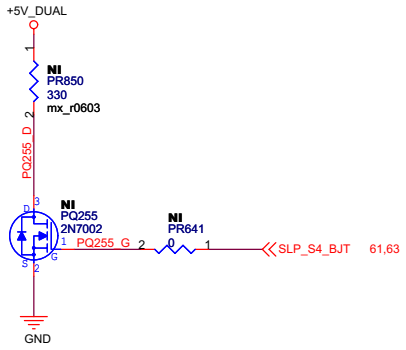 +5V_DUAL
1
NI
PR850
330
mx_r0603
2
PQ255_D
3
D
NI
PQ255
2N7002
1
G
S
2
PQ255_G
2
NI
PR641
0
1
SLP_S4_BJT
61,63
GND